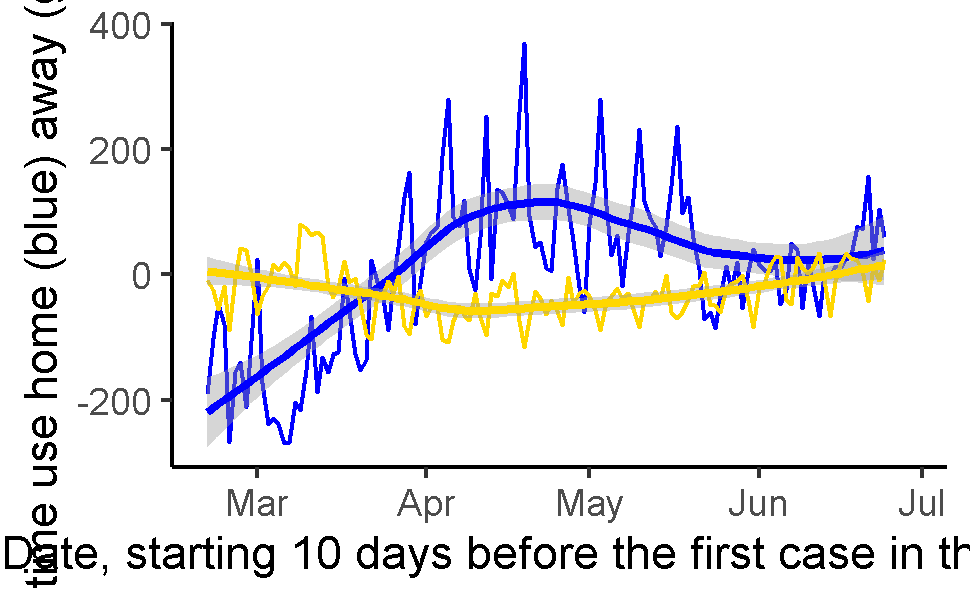 time use home (blue) away (
400
200
0
-200
Mar Apr May Jun Jul
Date, starting 10 days before the first case in th